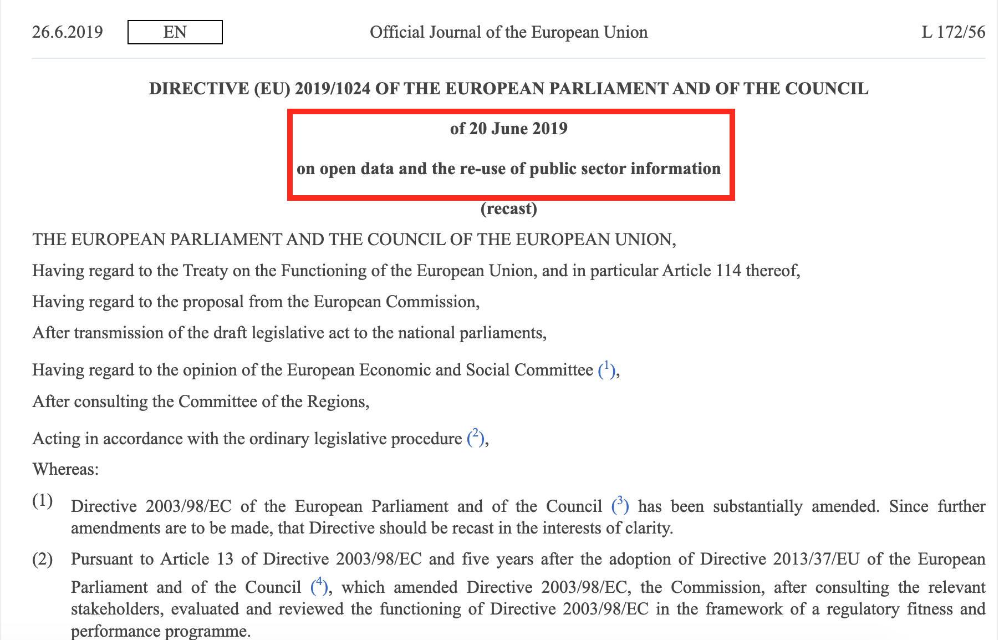 26.6.2019 EN Official Journal of the European Union L 172/56
DIRECTIVE (EU) 2019/1024 OF THE EUROPEAN PARLIAMENT AND OF THE COUNCIL
of 20 June 2019
on open data and the re-use of public sector information
(recast)
THE EUROPEAN PARLIAMENT AND THE COUNCIL OF THE EUROPEAN UNION,
Having regard to the Treaty on the Functioning of the European Union, and in particular Article 114 thereof,
Having regard to the proposal from the European Commission,
After transmission of the draft legislative act to the national parliaments,
Having regard to the opinion of the European Economic and Social Committee (1),
After consulting the Committee of the Regions,
Acting in accordance with the ordinary legislative procedure (2),
Whereas:
(1) Directive 2003/98/EC of the European Parliament and of the Council (3) has been substantially amended. Since further
amendments are to be made, that Directive should be recast in the interests of clarity.
(2) Pursuant to Article 13 of Directive 2003/98/EC and five years after the adoption of Directive 2013/37/EU of the European
Parliament and of the Council (4), which amended Directive 2003/98/EC, the Commission, after consulting the relevant
stakeholders, evaluated and reviewed the functioning of Directive 2003/98/EC in the framework of a regulatory fitness and
performance programme.